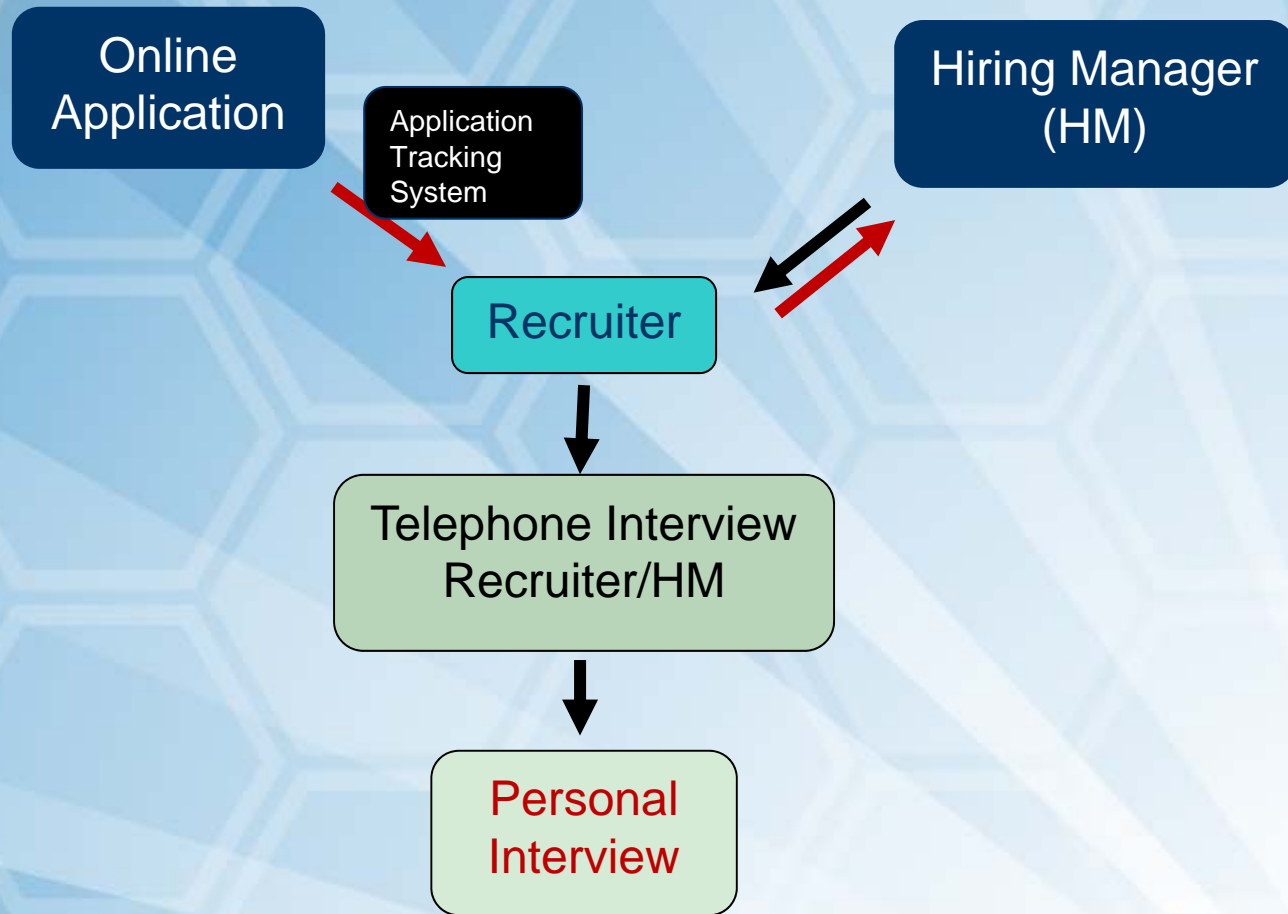 Online
Application
Application
Tracking
System
Hiring Manager
(HM)
Recruiter
Telephone Interview
Recruiter/HM
Personal
Interview